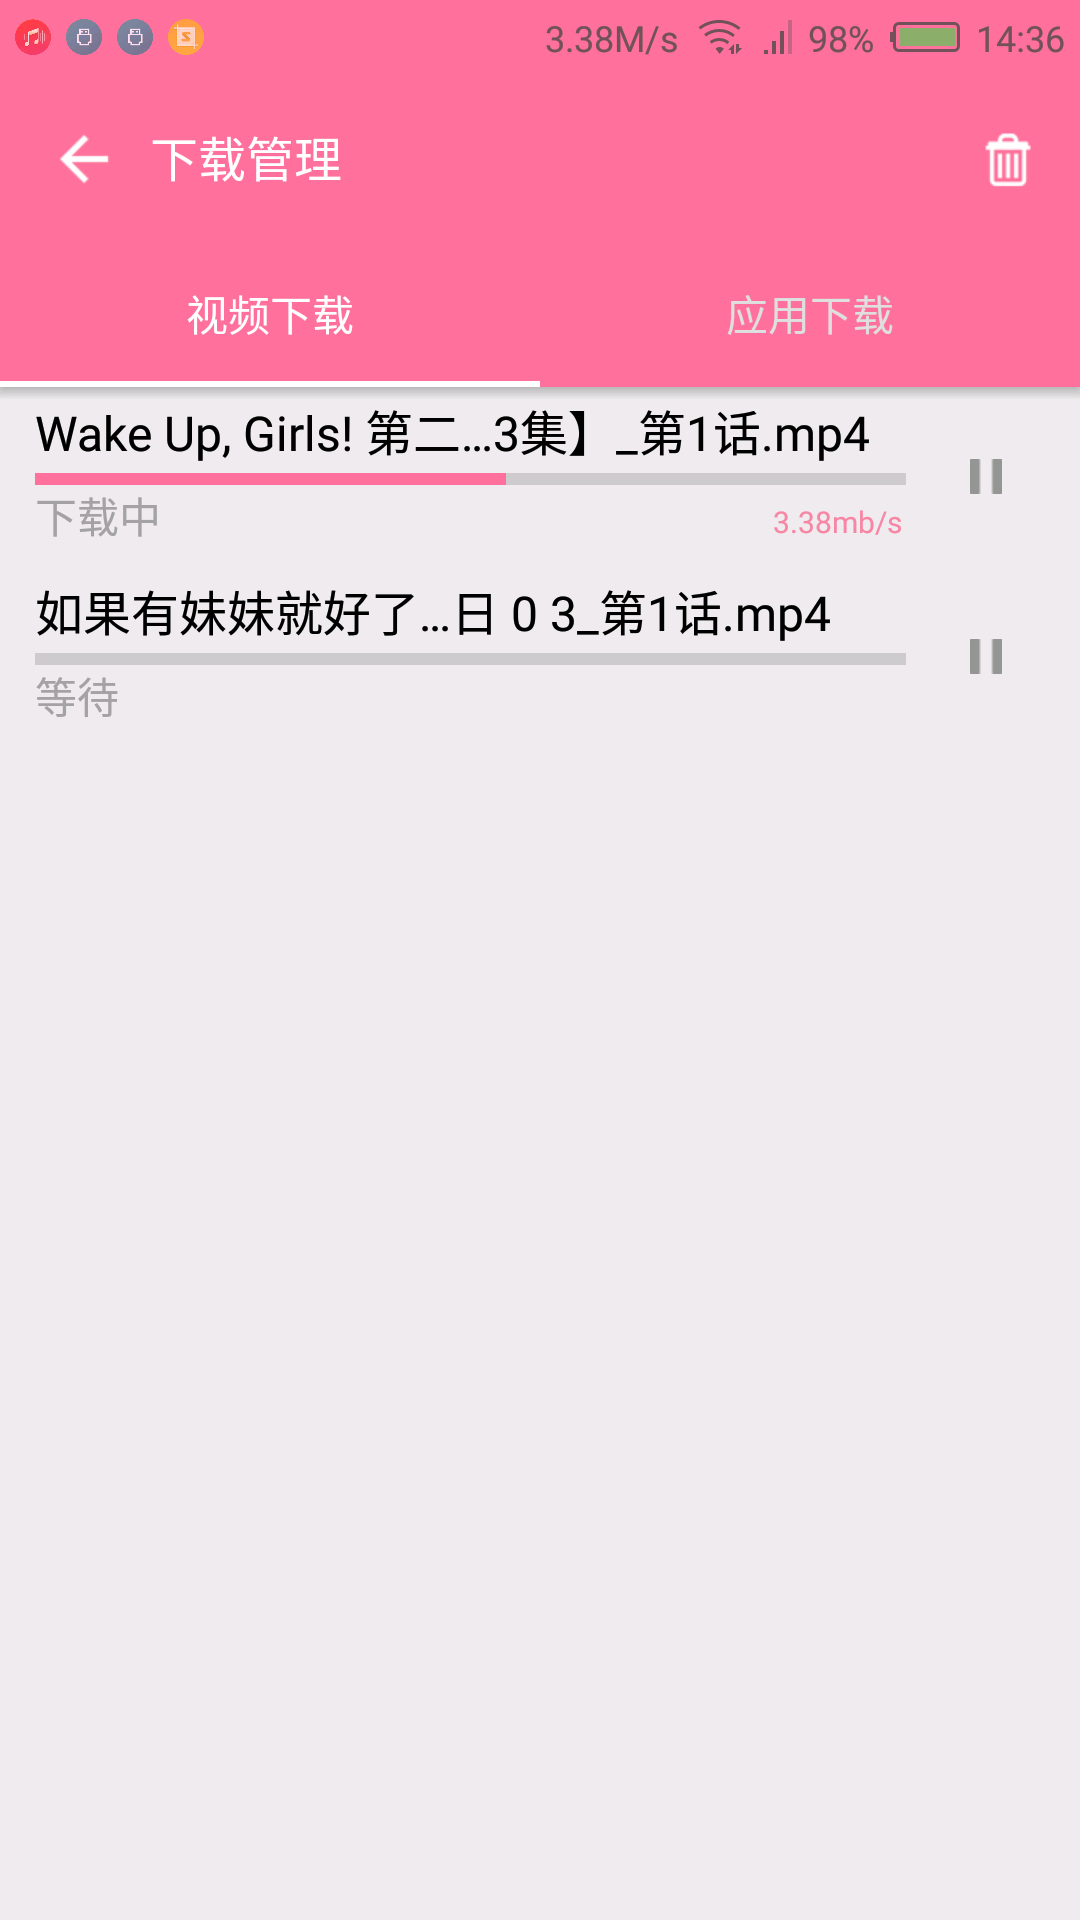 3.38M/s 98% 14:36
下载管理
视频下载 应用下载
Wake Up, Girls! 第二...3集】_第1话.mp4
下载中 3.38mb/s
如果有妹妹就好了...日 0 3_第1话.mp4
等待